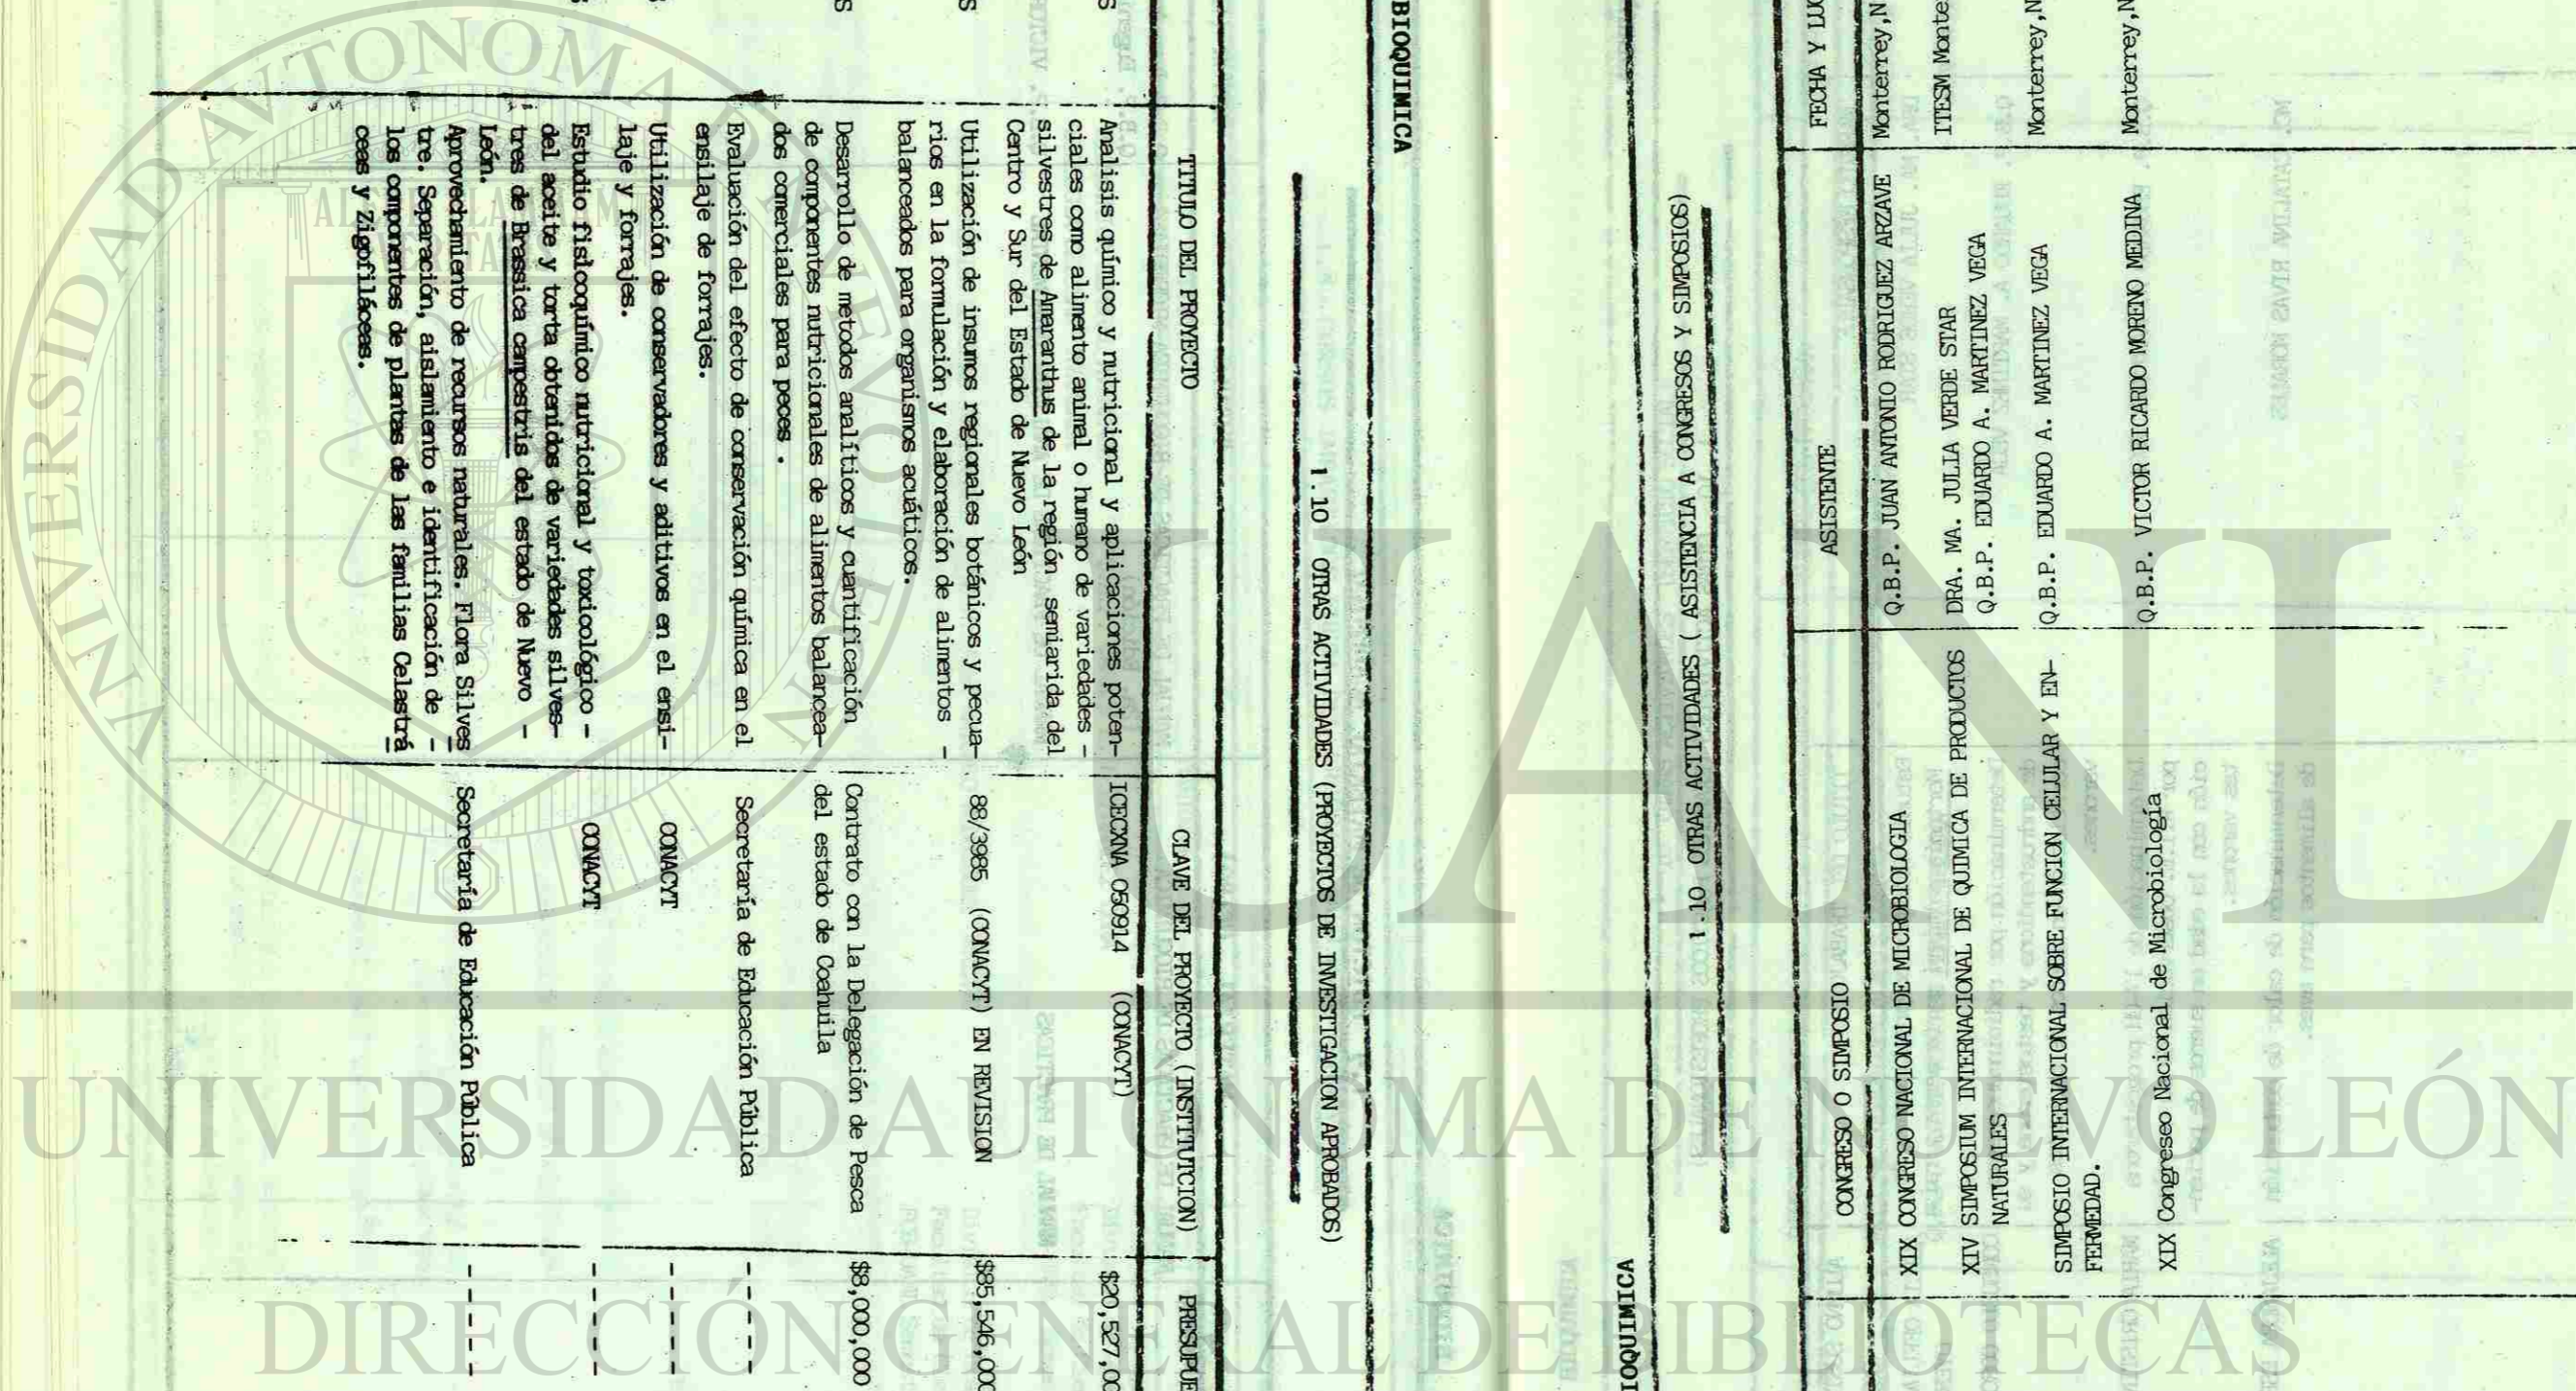 BIOQUIMICA
1.10 OTRAS ACTIVIDADES (PROYECTOS DE INVESTIGACION APROBADOS)
TITULO DEL PROYECTO
CLAVE DEL PROYECTO (INSTITUTCION)
PRESUPUE
Analisis químico y nutricional y aplicaciones poten-
ciales como alimento animal o humano de variedades -
silvestres de Amaranthus de la región semiarida del
Centro y Sur del Estado de Nuevo León
ICECXNA 050914 (CONACYT)
$20,527,00
Utilización de insumos regionales botánicos y pecua-
rios en la formulación y elaboración de alimentos -
balanceados para organismos acuáticos.
88/3985 (CONACYT) EN REVISION
$85,546,000
Desarrollo de metodos analíticos y cuantificación
de componentes nutricionales de alimentos balancea-
dos comerciales para peces .
Contrato con la Delegación de Pesca
del estado de Coahuila
$8,000,000
Evaluación del efecto de conservación química en el
ensilaje de forrajes.
Secretaría de Educación Pública
- - - - -
Utilización de conservadores y aditivos en el ensi-
laje y forrajes.
CONACYT
- - - - -
Estudio fisicoquímico nutricional y toxicológico -
del aceite y torta obtenidos de variedades silves-
tres de Brassica campestris del estado de Nuevo -
León.
CONACYT
- - - - -
Aprovechamiento de recursos naturales. Flora Silves
tre. Separación, aislamiento e identificación de -
los componentes de plantas de las familias Celastrá
ceas y Zigofiláceas.
Secretaría de Educación Pública
- - - - -
IOQUIMICA
1.10 OTRAS ACTIVIDADES ( ASISTENCIA A CONGRESOS Y SIMPOSIOS)
CONGRESO O SIMPOSIO
ASISTENTE
FECHA Y LUG
XIX CONGRESO NACIONAL DE MICROBIOLOGIA
Q.B.P. JUAN ANTONIO RODRIGUEZ ARZAVE
Monterrey,N
XIV SIMPOSIUM INTERNACIONAL DE QUIMICA DE PRODUCTOS
NATURALES
DRA. MA. JULIA VERDE STAR
Q.B.P. EDUARDO A. MARTINEZ VEGA
ITESM Monte
SIMPOSIO INTERNACIONAL SOBRE FUNCION CELULAR Y EN-
FERMEDAD.
Q.B.P. EDUARDO A. MARTINEZ VEGA
Monterrey,N
XIX Congreseo Nacional de Microbiología
Q.B.P. VICTOR RICARDO MORENO MEDINA
Monterrey,N
UNIVERSIDAD AUTONOMA DE NUEVO LEON
UANL
UNIVERSIDAD AUTÓNOMA DE NUEVO LEÓN
DIRECCIÓN GENERAL DE BIBLIOTECAS